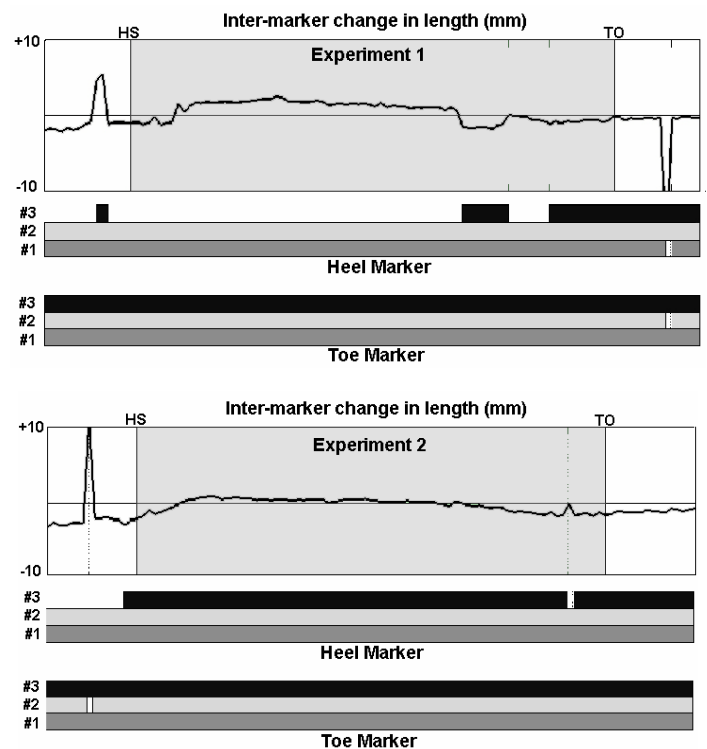 Inter-marker change in length (mm)
+10
HS
TO
Experiment 1
-10
#3
#2
#1
Heel Marker
#3
#2
#1
Toe Marker
Inter-marker change in length (mm)
+10
HS
TO
Experiment 2
-10
#3
#2
#1
Heel Marker
#3
#2
#1
Toe Marker